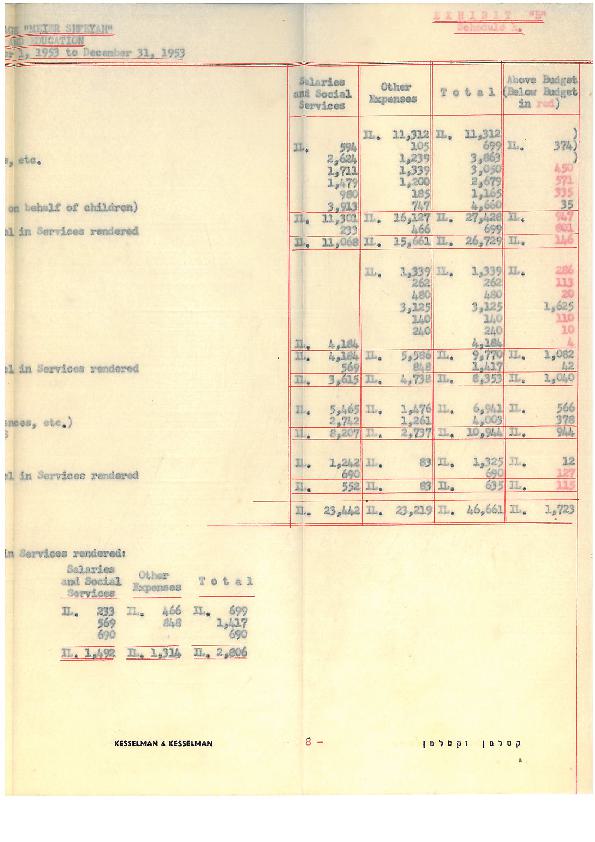 EXHIBIT "E"
Schedule 1.
"MEIER SHFEYAH"
EDUCATION
1, 1953 to December 31, 1953
Salaries and Social Services Other Expenses Total Above Budget (Below Budget in red)
IL. 11,312 IL. 11,312 )
IL. 594 105 699 IL. 374)
s, etc. 2,624 1,239 3,863 )
1,711 1,339 3,050 450
1,479 1,200 2,679 571
980 185 1,165 335
on behalf of children) 3,913 747 4,660 35
IL. 11,301 IL. 16,127 IL. 27,428 IL. 947
el in Services rendered 233 466 699 801
IL. 11,068 IL. 15,661 IL. 26,729 IL. 146
IL. 1,339 IL. 1,339 IL. 286
262 262 113
480 480 20
3,125 3,125 1,625
140 140 110
240 240 10
IL. 4,184 4,184 4
IL. 4,184 IL. 5,586 IL. 9,770 IL. 1,082
el in Services rendered 569 848 1,417 42
IL. 3,615 IL. 4,738 IL. 8,353 IL. 1,040
IL. 5,465 IL. 1,476 IL. 6,941 IL. 566
ences, etc.) 2,742 1,261 4,003 378
IL. 8,207 IL. 2,737 IL. 10,944 IL. 944
IL. 1,242 IL. 83 IL. 1,325 IL. 12
el in Services rendered 690 690 127
IL. 552 IL. 83 IL. 635 IL. 115
IL. 23,442 IL. 23,219 IL. 46,661 IL. 1,723
in Services rendered:
Salaries and Social Services Other Expenses Total
IL. 233 IL. 466 IL. 699
569 848 1,417
690 690
IL. 1,492 IL. 1,314 IL. 2,806
KESSELMAN & KESSELMAN 8 - קסלמן וקסלמן